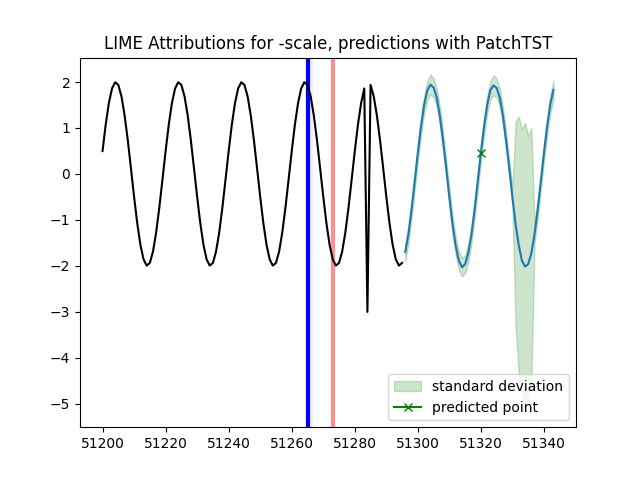 LIME Attributions for -scale, predictions with PatchTST
2
1
0
−1
−2
−3
−4
−5
standard deviation
predicted point
51200 51220 51240 51260 51280 51300 51320 51340